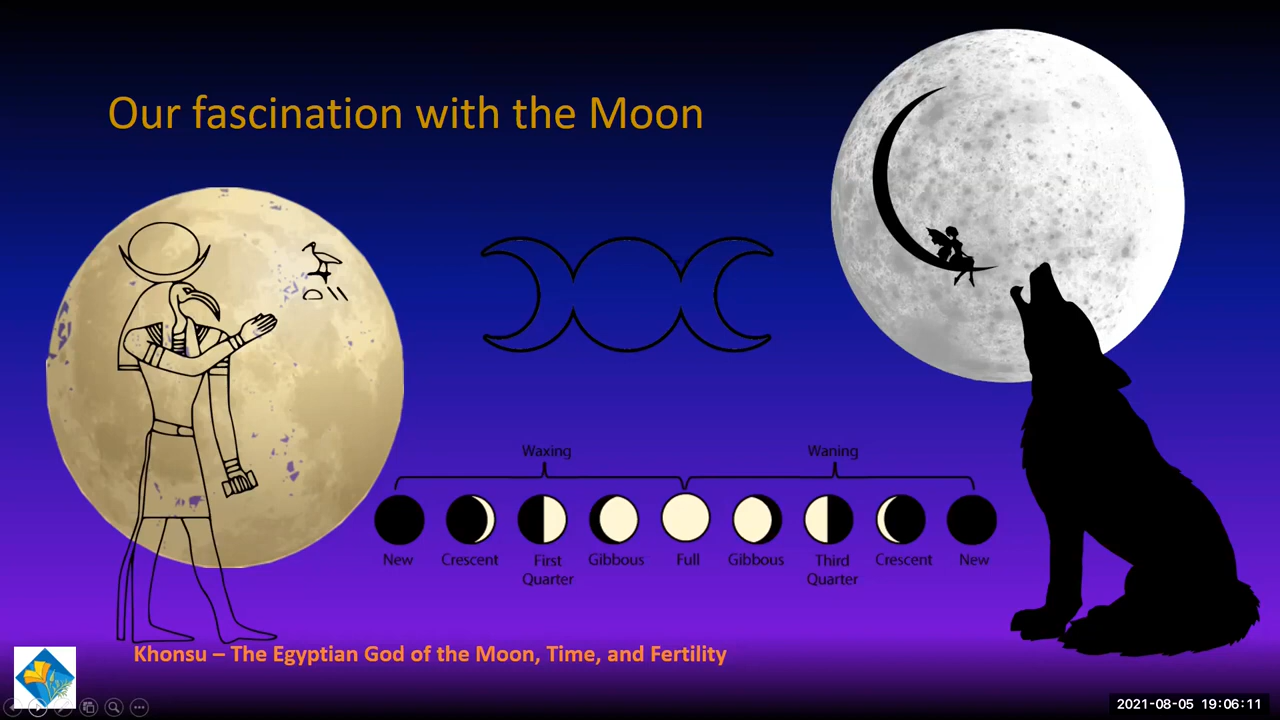 Our fascination with the Moon
Waxing
Waning
New
Crescent
First
Quarter
Gibbous
Full
Gibbous
Third
Quarter
Crescent
New
Khonsu – The Egyptian God of the Moon, Time, and Fertility
2021-08-05 19:06:11